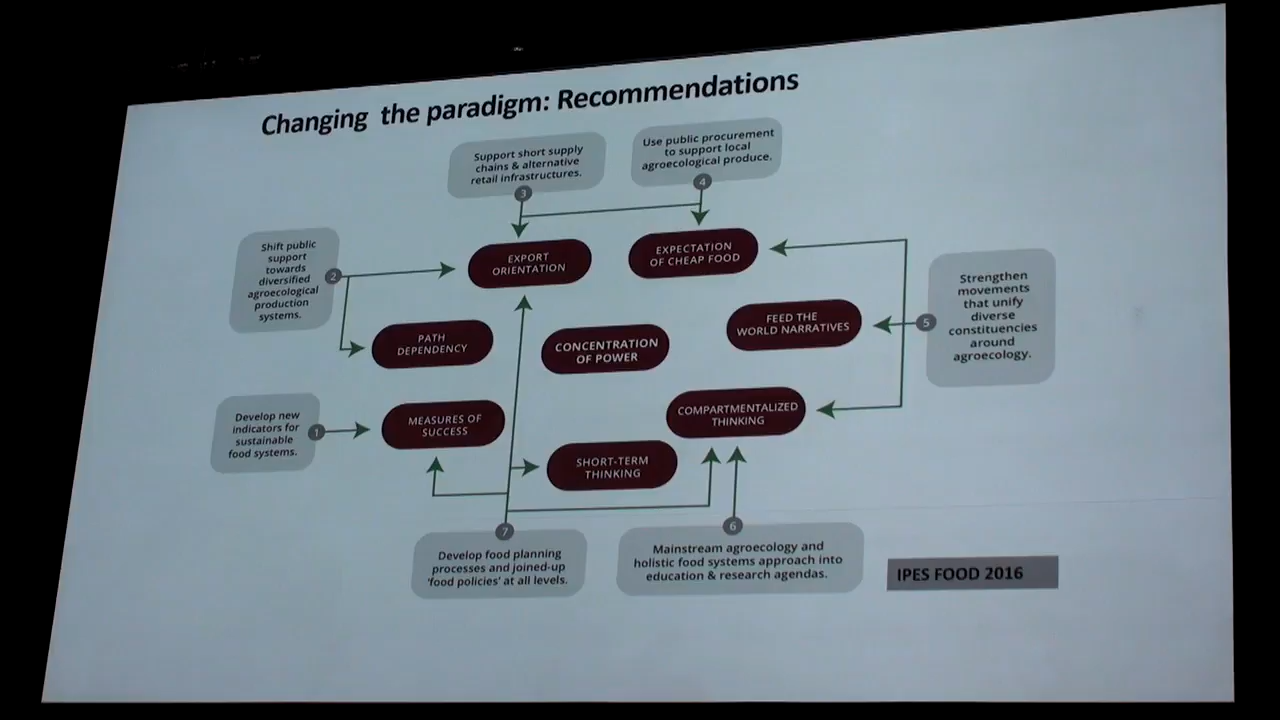 Changing the paradigm: Recommendations
Support short supply
chains & alternative
retail infrastructures.
3
Use public procurement
to support local
agroecological produce.
4
Shift public
support
towards
diversified
agroecological
production
systems.
2
EXPORT
ORIENTATION
EXPECTATION
OF CHEAP FOOD
Strengthen
movements
that unify
diverse
constituencies
around
agroecology.
5
PATH
DEPENDENCY
CONCENTRATION
OF POWER
FEED THE
WORLD NARRATIVES
Develop new
indicators for
sustainable
food systems.
1
MEASURES OF
SUCCESS
COMPARTMENTALIZED
THINKING
SHORT-TERM
THINKING
7
Develop food planning
processes and joined-up
'food policies' at all levels.
6
Mainstream agroecology and
holistic food systems approach into
education & research agendas.
IPES FOOD 2016